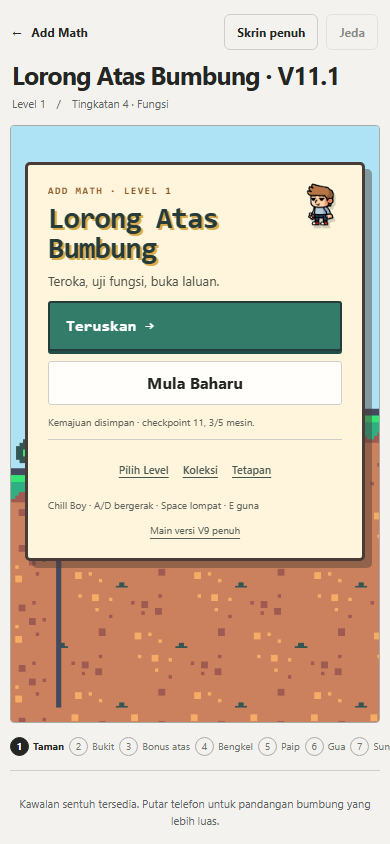 ← Add Math
Skrin penuh
Jeda
Lorong Atas Bumbung · V11.1
Level 1 / Tingkatan 4 · Fungsi
ADD MATH · LEVEL 1
Lorong Atas
Bumbung
Teroka, uji fungsi, buka laluan.
Teruskan →
Mula Baharu
Kemajuan disimpan · checkpoint 11, 3/5 mesin.
Pilih Level Koleksi Tetapan
Chill Boy · A/D bergerak · Space lompat · E guna
Main versi V9 penuh
1 Taman 2 Bukit 3 Bonus atas 4 Bengkel 5 Paip 6 Gua 7 Sun
Kawalan sentuh tersedia. Putar telefon untuk pandangan bumbung yang
lebih luas.